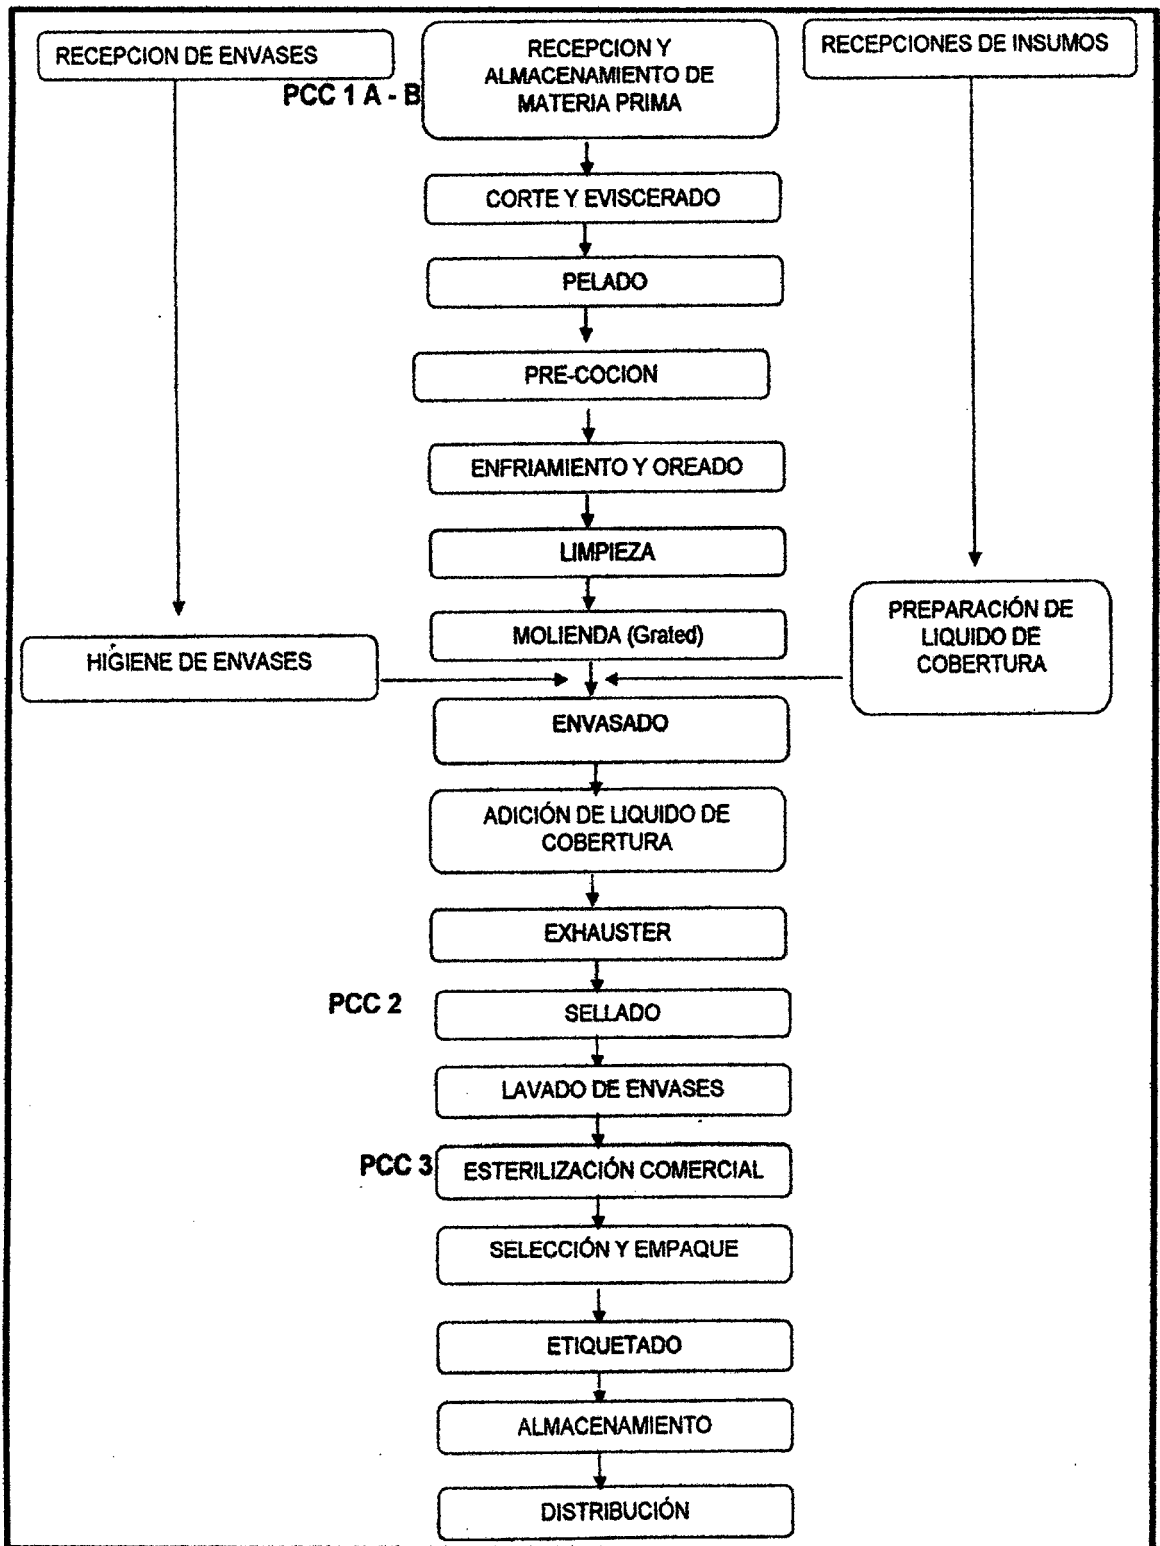 RECEPCION DE ENVASES
RECEPCION Y
ALMACENAMIENTO DE
MATERIA PRIMA
RECEPCIONES DE INSUMOS
PCC 1 A - B
CORTE Y EVISCERADO
PELADO
PRE-COCION
ENFRIAMIENTO Y OREADO
LIMPIEZA
MOLIENDA (Grated)
HIGIENE DE ENVASES
PREPARACIÓN DE
LIQUIDO DE
COBERTURA
ENVASADO
ADICIÓN DE LIQUIDO DE
COBERTURA
EXHAUSTER
PCC 2
SELLADO
LAVADO DE ENVASES
PCC 3
ESTERILIZACIÓN COMERCIAL
SELECCIÓN Y EMPAQUE
ETIQUETADO
ALMACENAMIENTO
DISTRIBUCIÓN